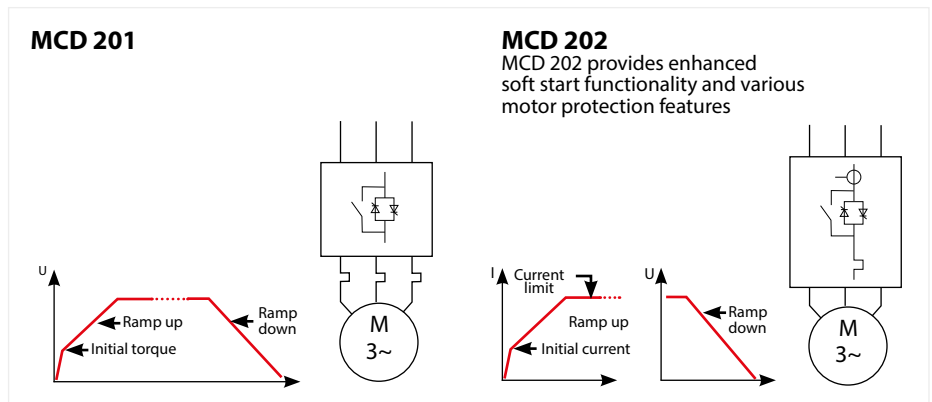 MCD 201
U
Ramp up
Initial torque
Ramp
down
M
3~
MCD 202
MCD 202 provides enhanced
soft start functionality and various
motor protection features
I
Current
limit
Ramp up
Initial current
U
Ramp
down
M
3~